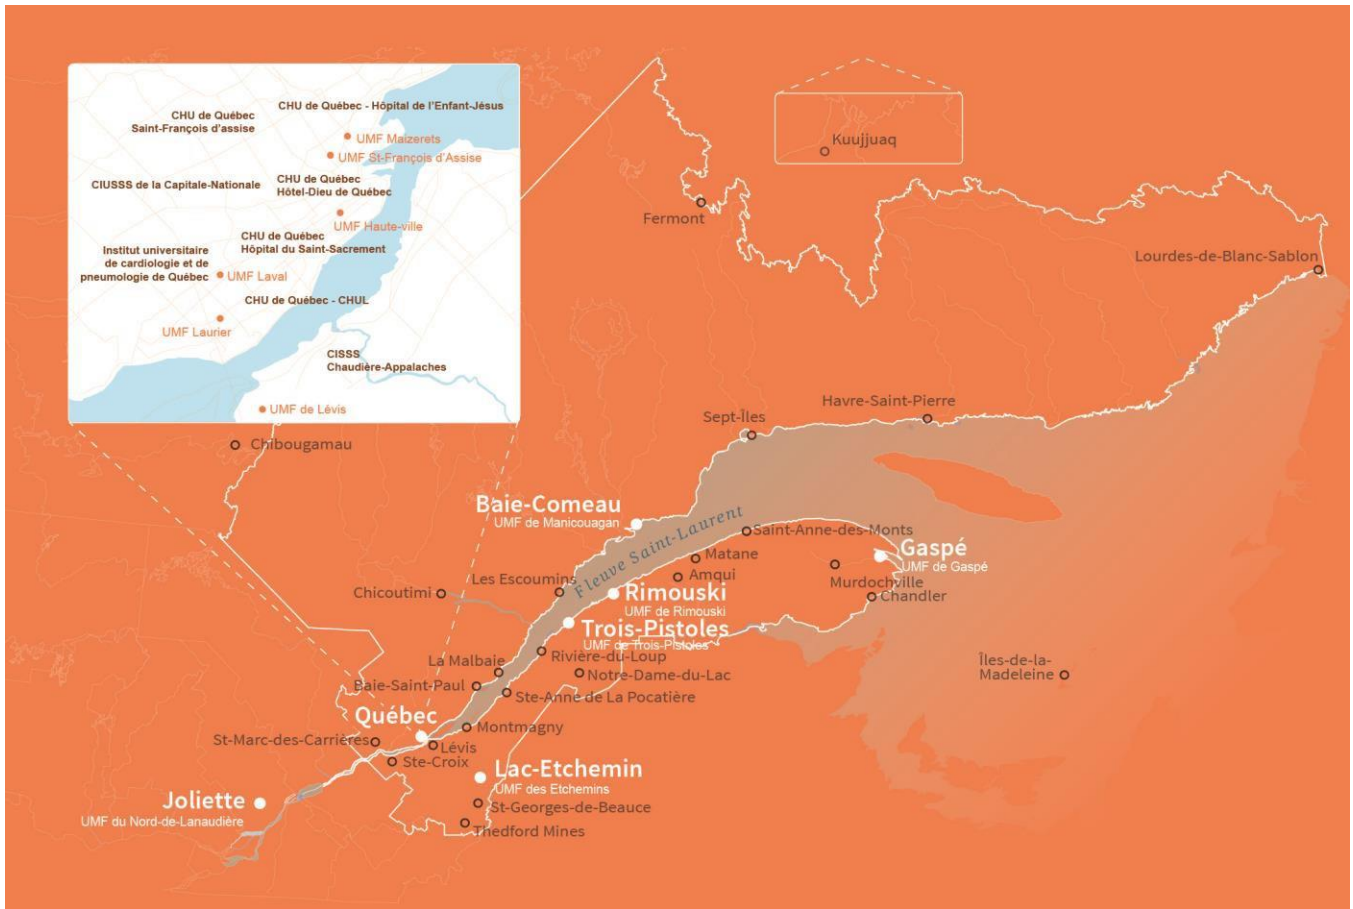 CHU de Québec - Hôpital de l'Enfant-Jésus
CHU de Québec
Saint-François d'assise
UMF Maizerets
UMF St-François d'Assise
CIUSSS de la Capitale-Nationale
CHU de Québec
Hôtel-Dieu de Québec
UMF Haute-ville
CHU de Québec
Hôpital du Saint-Sacrement
Institut universitaire
de cardiologie et de
pneumologie de Québec
UMF Laval
CHU de Québec - CHUL
UMF Laurier
CISSS
Chaudière-Appalaches
UMF de Lévis
Kuujjuaq
Fermont
Lourdes-de-Blanc-Sablon
Havre-Saint-Pierre
Sept-Îles
Chibougamau
Baie-Comeau
UMF de Manicouagan
Fleuve Saint-Laurent
Saint-Anne-des-Monts
Gaspé
UMF de Gaspé
Matane
Amqui
Murdochville
Chandler
Les Escoumins
Chicoutimi
Rimouski
UMF de Rimouski
Trois-Pistoles
UMF de Trois-Pistoles
Rivière-du-Loup
La Malbaie
Notre-Dame-du-Lac
Îles-de-la-
Madeleine
Baie-Saint-Paul
Ste-Anne de La Pocatière
Québec
Montmagny
St-Marc-des-Carrières
Lévis
Ste-Croix
Lac-Etchemin
UMF des Etchemins
Joliette
UMF du Nord-de-Lanaudière
St-Georges-de-Beauce
Thedford Mines